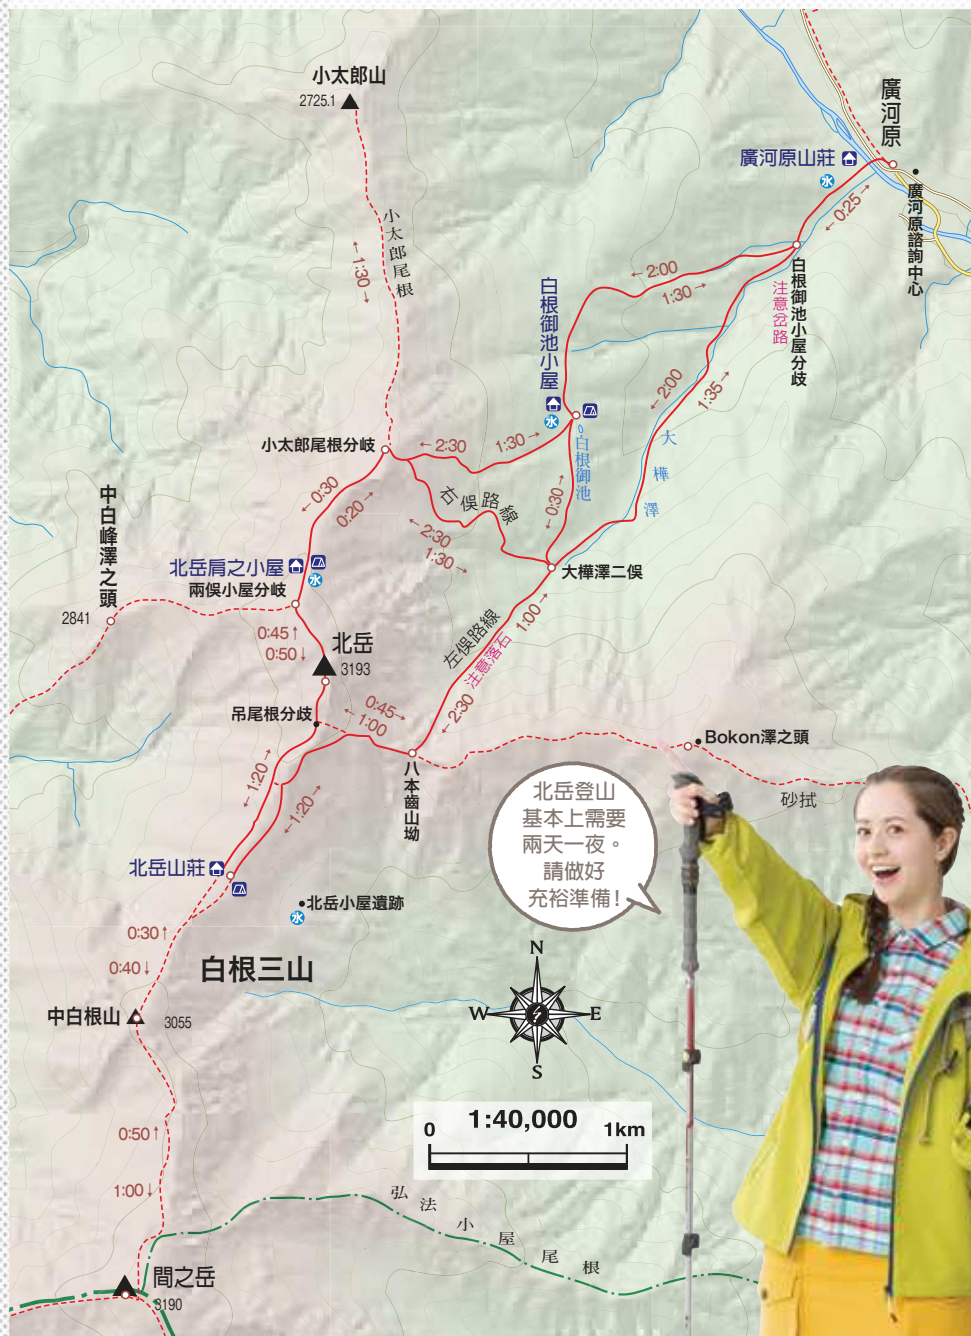 小太郎山
2725.1
廣河原
廣河原山莊
水
←0:25→
廣河原諮詢中心
小太郎尾根
←1:30→
←2:00
1:30→
白根御池小屋分歧
注意岔路
白根御池小屋
水
白根御池
←2:00
1:35→
大樺澤
小太郎尾根分岐
←2:30
1:30→
←0:30
0:20→
右俣路線
←2:30
1:30→
←0:30→
大樺澤二俣
中白峰澤之頭
2841
北岳肩之小屋
水
兩俣小屋分岐
0:45↑
0:50↓
北岳
3193
左俣路線
注意落石
1:00→
←2:30
吊尾根分歧
0:45→
←1:00
八本齒山坳
Bokon澤之頭
砂拭
←1:20→
←1:20→
北岳山莊
北岳小屋遺跡
水
北岳登山
基本上需要
兩天一夜。
請做好
充裕準備!
0:30↑
0:40↓
白根三山
中白根山
3055
N
W
E
S
0:50↑
1:00↓
1:40,000
0
1km
弘法小屋尾根
間之岳
3190